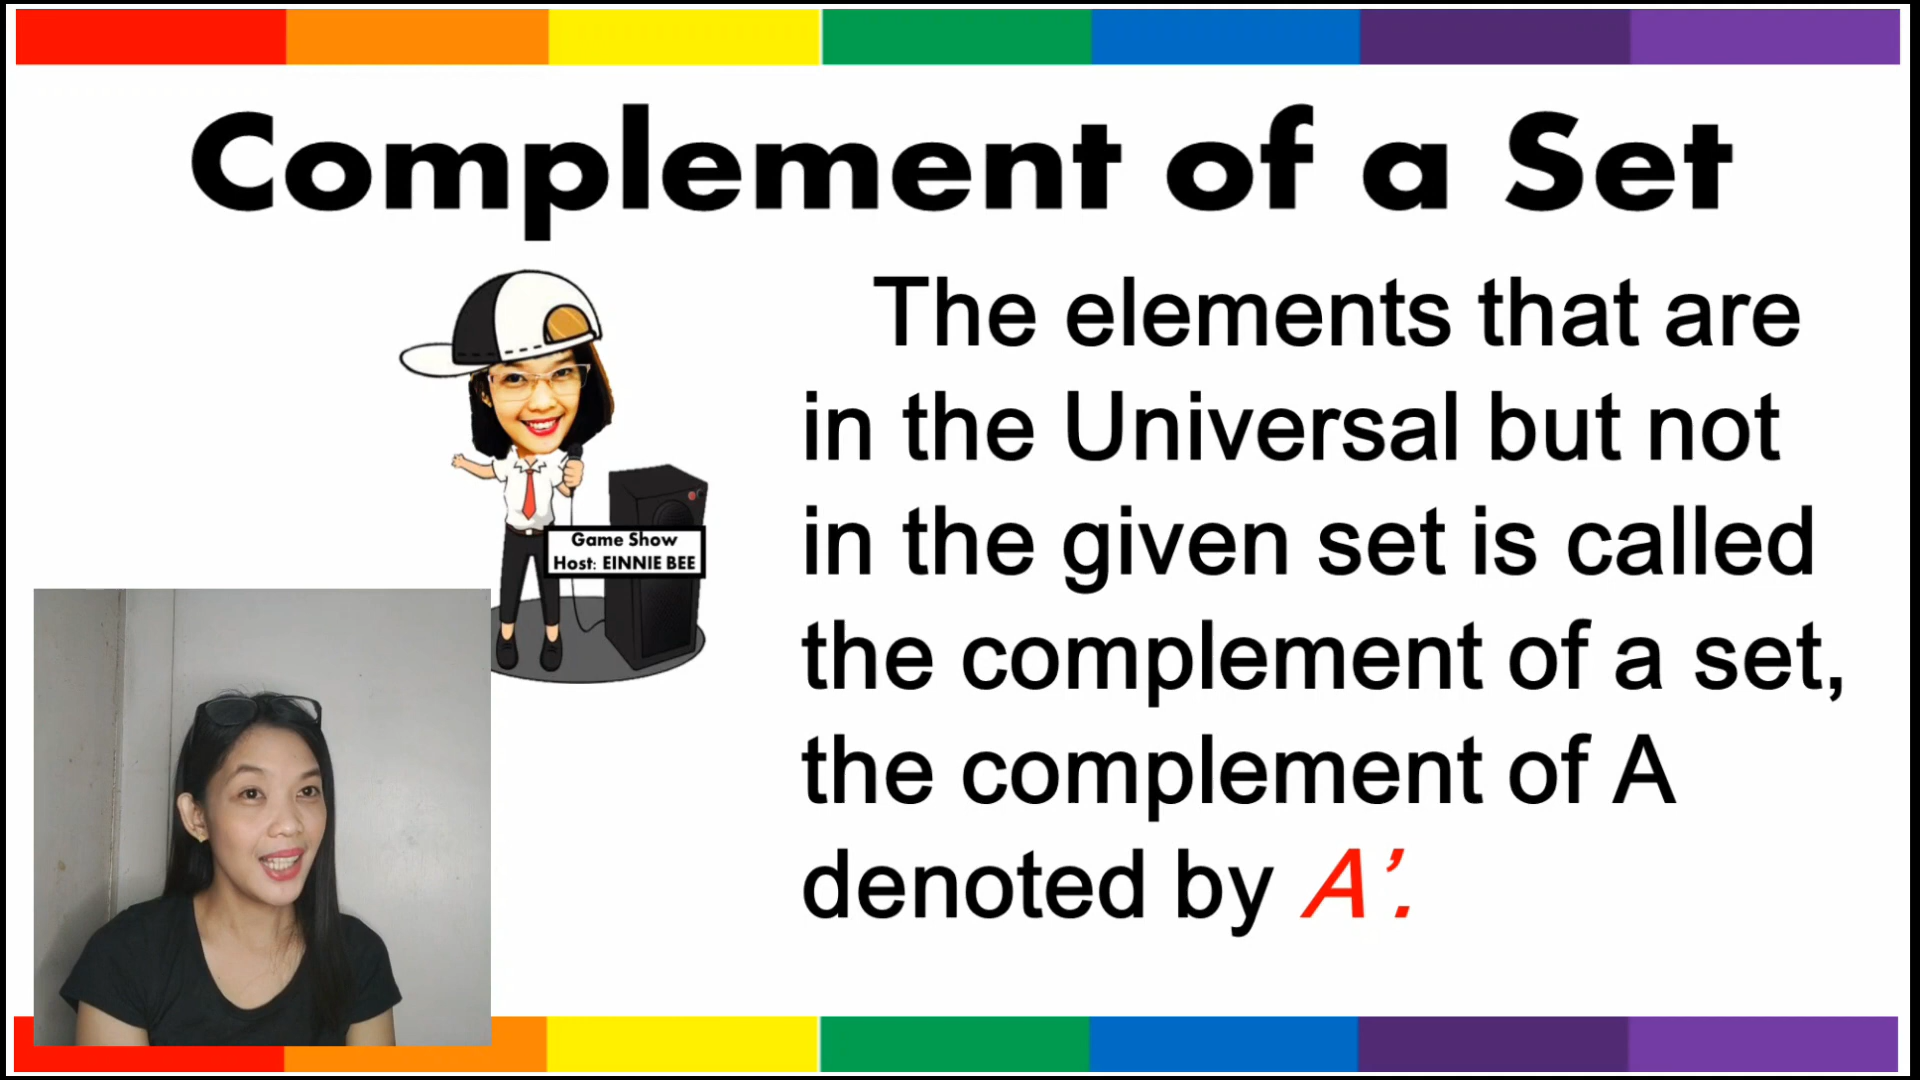 Complement of a Set
The elements that are
in the Universal but not
in the given set is called
the complement of a set,
the complement of A
denoted by A’.
Game Show
Host: EINNIE BEE